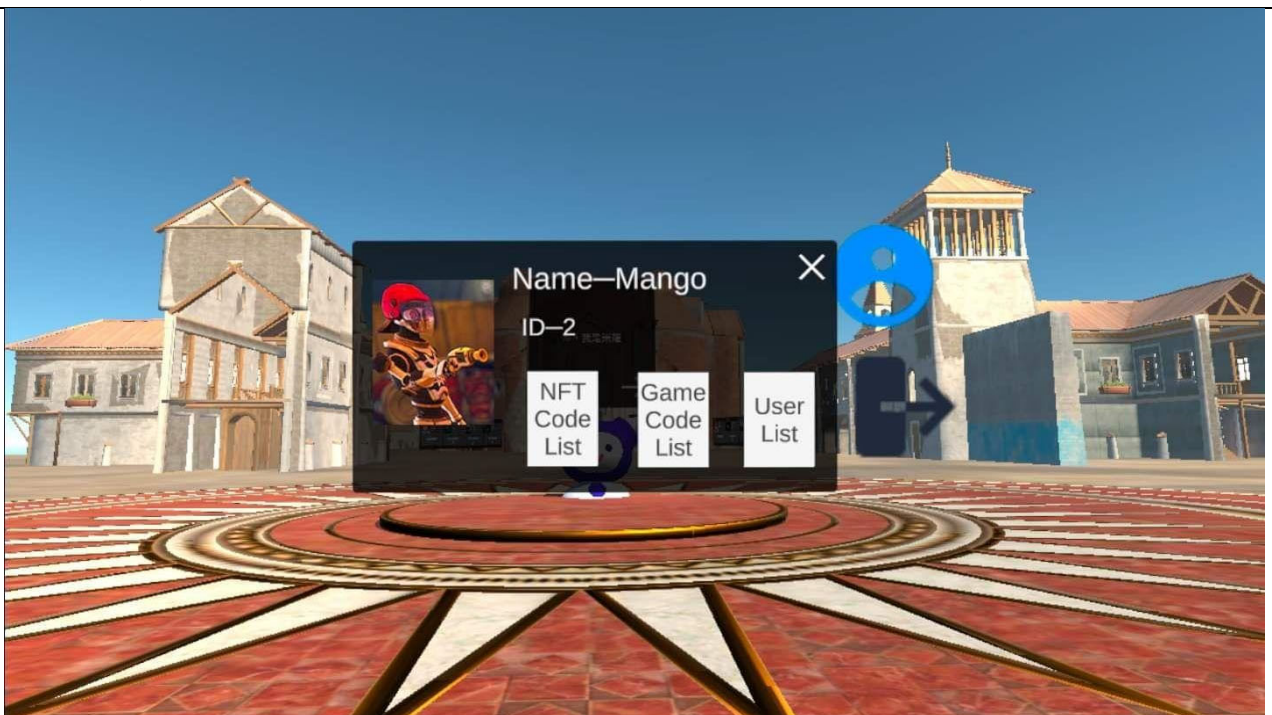 Name—Mango
ID—2
NFT
Code
List
Game
Code
List
User
List